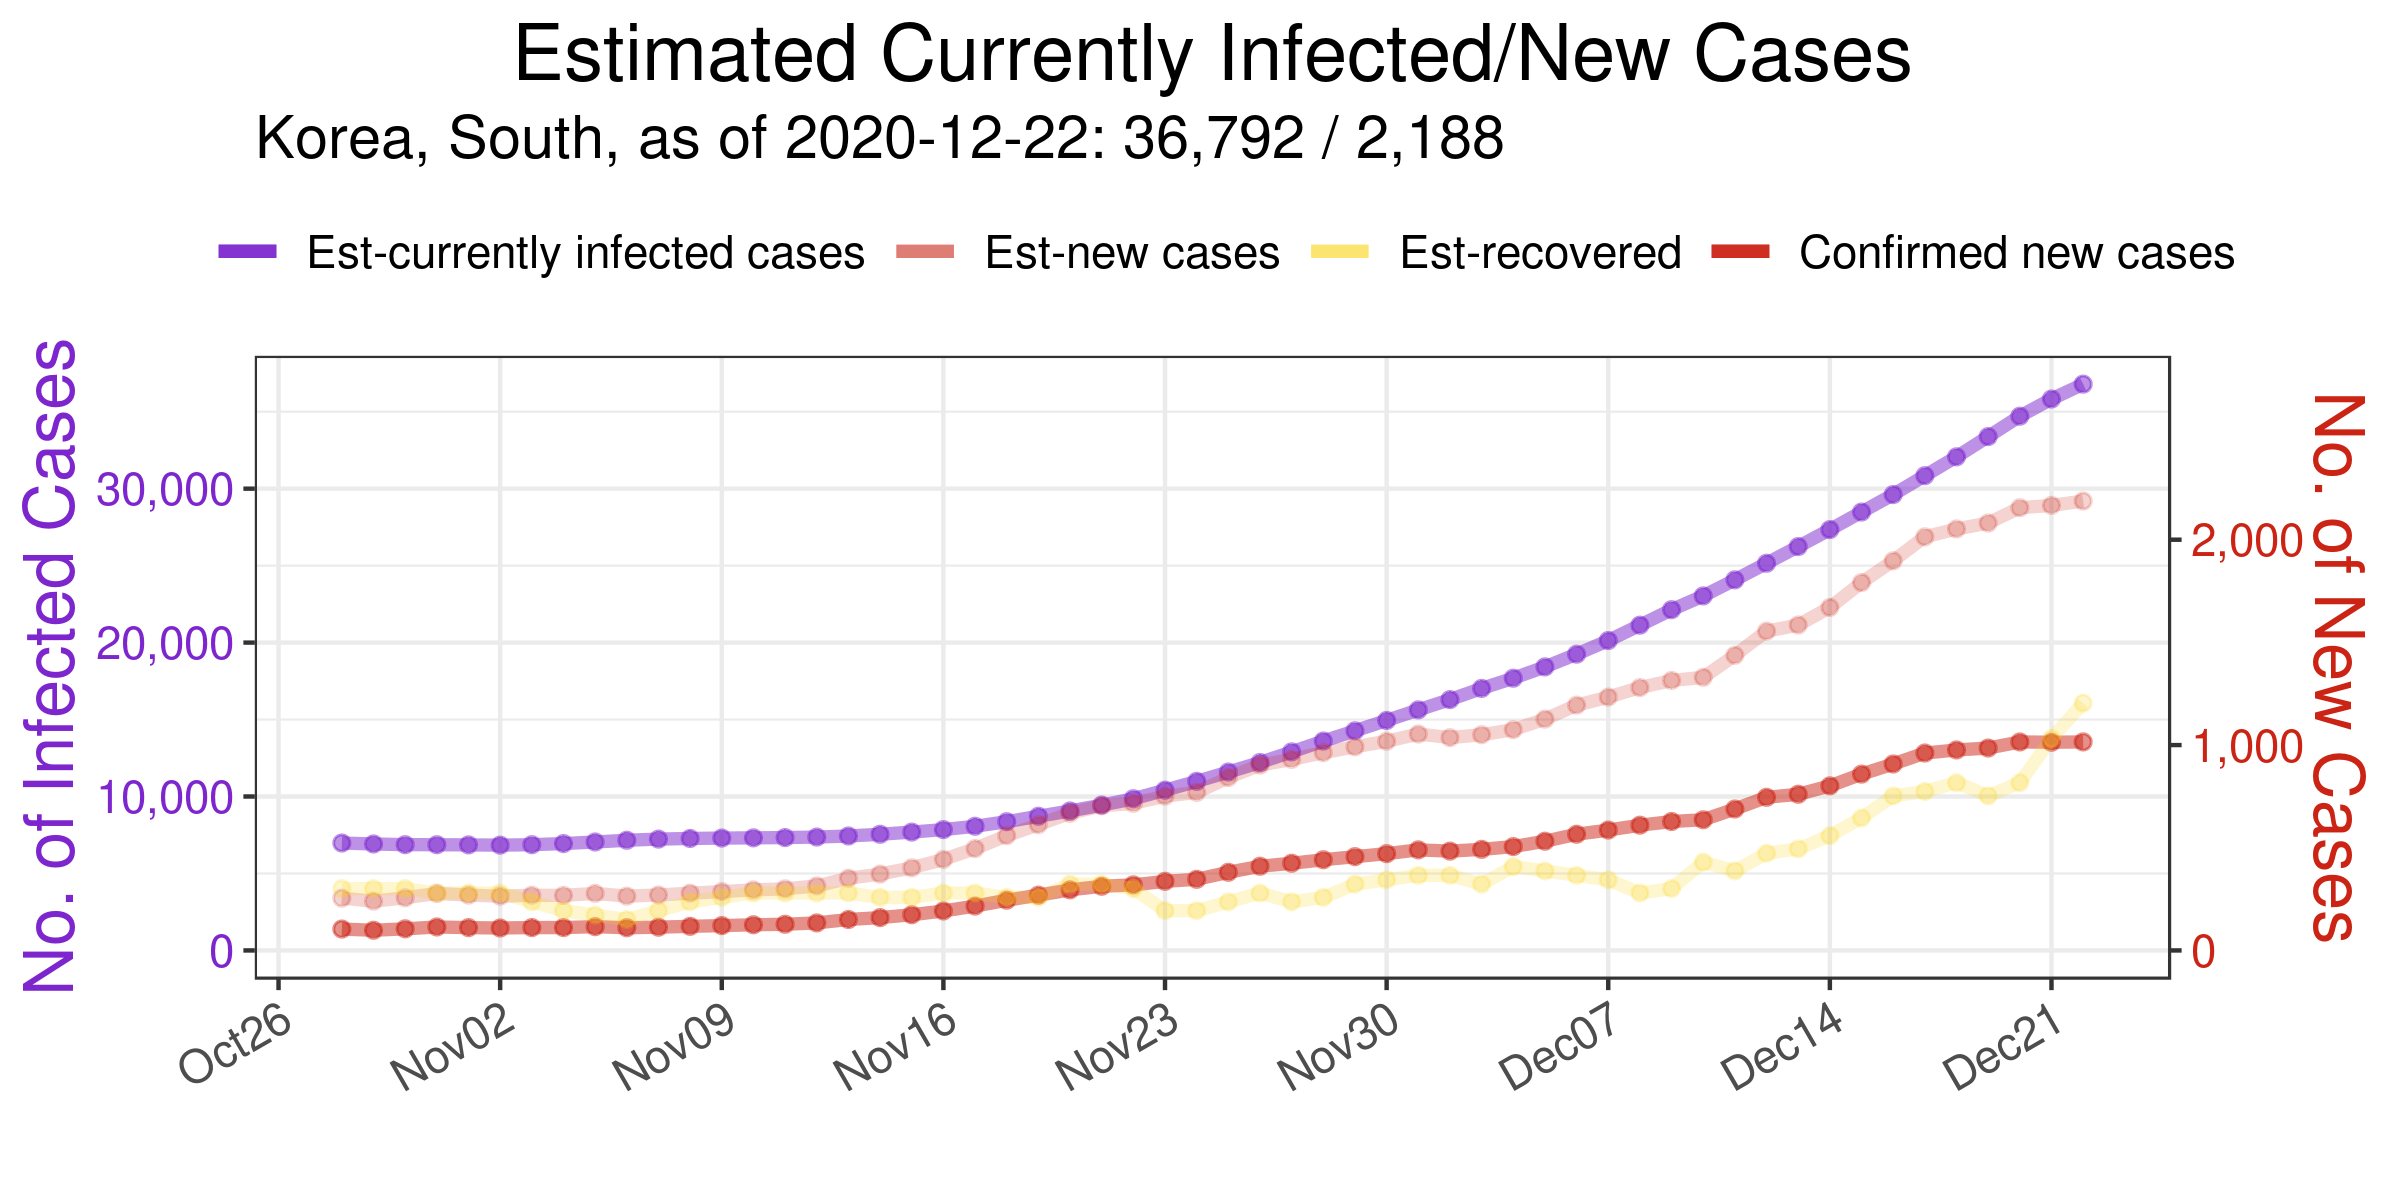 Estimated Currently Infected/New Cases
Korea, South, as of 2020-12-22: 36,792 / 2,188
Est-currently infected cases Est-new cases Est-recovered Confirmed new cases
No. of Infected Cases
30,000
20,000
10,000
0
2,000
1,000
0
No. of New Cases
Oct26 Nov02 Nov09 Nov16 Nov23 Nov30 Dec07 Dec14 Dec21